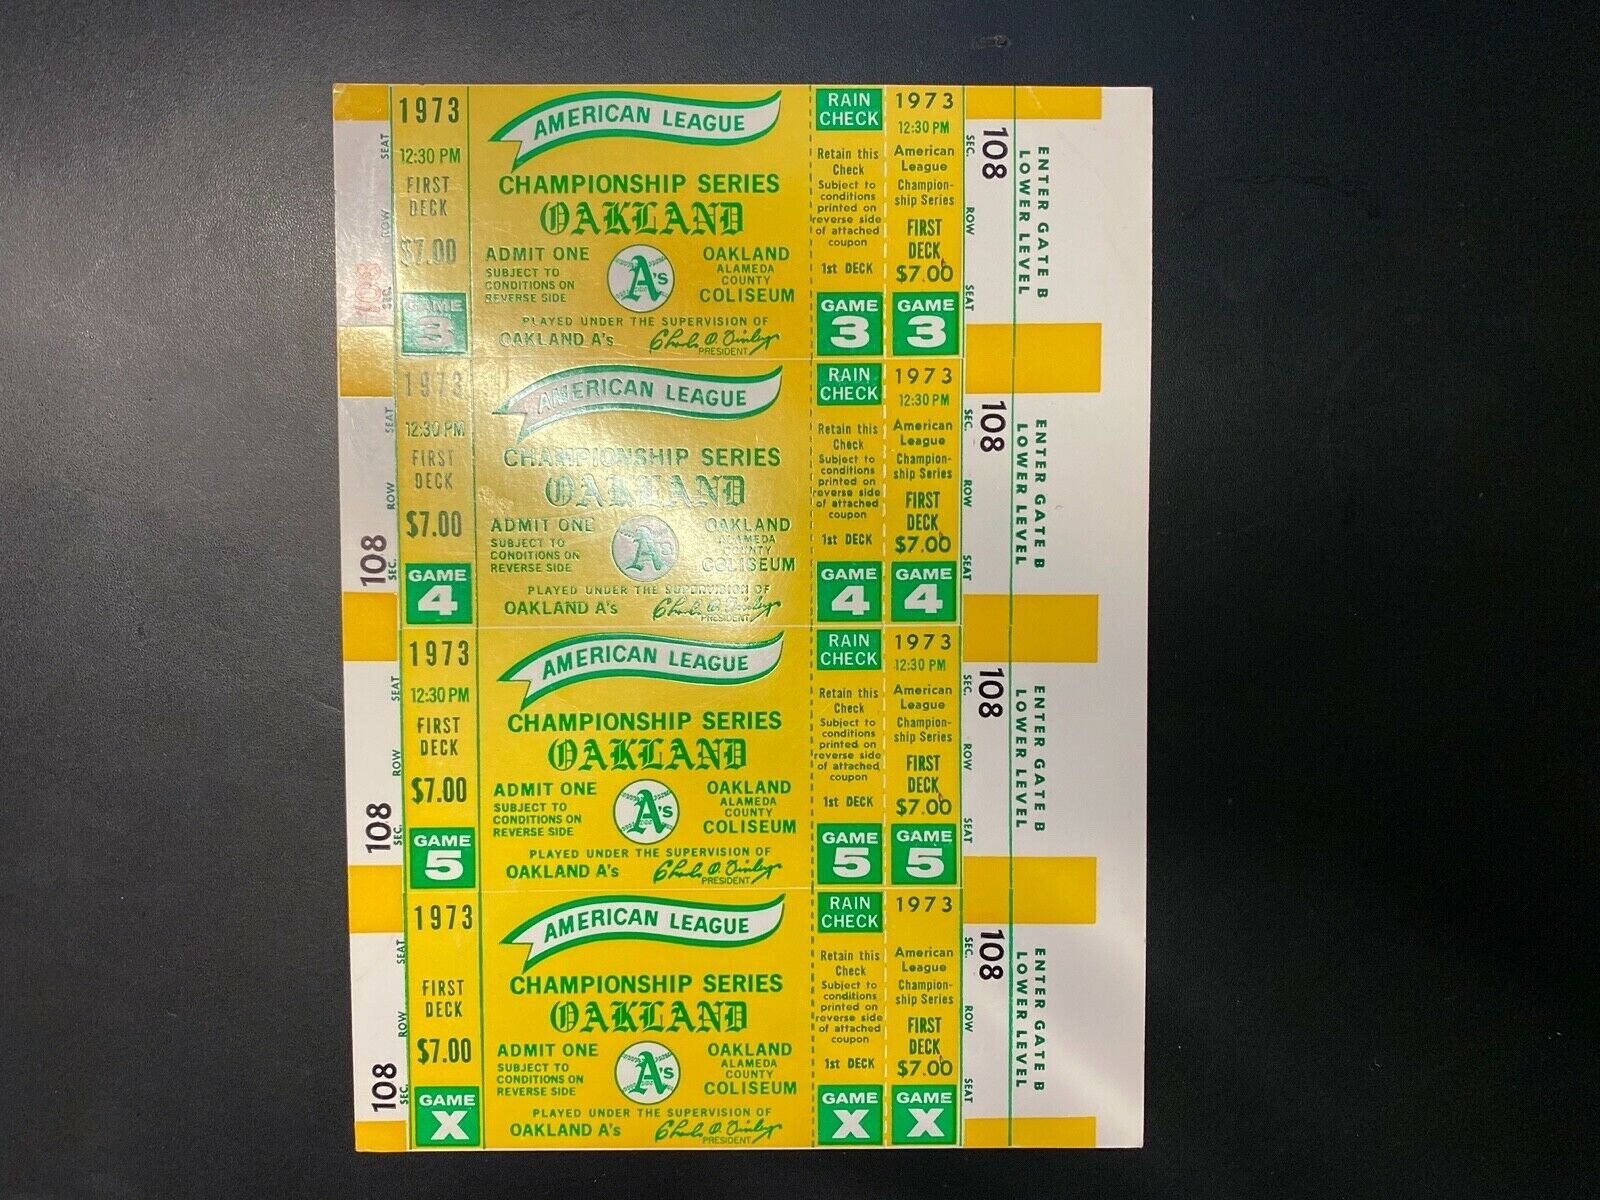 SEAT
ROW
SEC.
108
1973
12:30 PM
FIRST
DECK
$7.00
GAME
3
AMERICAN LEAGUE
CHAMPIONSHIP SERIES
OAKLAND
ADMIT ONE
SUBJECT TO
CONDITIONS ON
REVERSE SIDE
A's
OAKLAND
ALAMEDA
COUNTY
COLISEUM
PLAYED UNDER THE SUPERVISION OF
OAKLAND A's
Charles O. Finley
PRESIDENT
RAIN
CHECK
Retain this
Check
Subject to
conditions
printed on
reverse side
of attached
coupon
1st DECK
GAME
3
1973
12:30 PM
American
League
Champion-
ship Series
FIRST
DECK
$7.00
GAME
3
SEC.
108
ROW
SEAT
ENTER GATE B
LOWER LEVEL
SEAT
ROW
SEC.
108
1973
12:30 PM
FIRST
DECK
$7.00
GAME
4
AMERICAN LEAGUE
CHAMPIONSHIP SERIES
OAKLAND
ADMIT ONE
SUBJECT TO
CONDITIONS ON
REVERSE SIDE
A's
OAKLAND
ALAMEDA
COUNTY
COLISEUM
PLAYED UNDER THE SUPERVISION OF
OAKLAND A's
Charles O. Finley
PRESIDENT
RAIN
CHECK
Retain this
Check
Subject to
conditions
printed on
reverse side
of attached
coupon
1st DECK
GAME
4
1973
12:30 PM
American
League
Champion-
ship Series
FIRST
DECK
$7.00
GAME
4
SEC.
108
ROW
SEAT
ENTER GATE B
LOWER LEVEL
SEAT
ROW
SEC.
108
1973
12:30 PM
FIRST
DECK
$7.00
GAME
5
AMERICAN LEAGUE
CHAMPIONSHIP SERIES
OAKLAND
ADMIT ONE
SUBJECT TO
CONDITIONS ON
REVERSE SIDE
A's
OAKLAND
ALAMEDA
COUNTY
COLISEUM
PLAYED UNDER THE SUPERVISION OF
OAKLAND A's
Charles O. Finley
PRESIDENT
RAIN
CHECK
Retain this
Check
Subject to
conditions
printed on
reverse side
of attached
coupon
1st DECK
GAME
5
1973
12:30 PM
American
League
Champion-
ship Series
FIRST
DECK
$7.00
GAME
5
SEC.
108
ROW
SEAT
ENTER GATE B
LOWER LEVEL
SEAT
ROW
SEC.
108
1973
FIRST
DECK
$7.00
GAME
X
AMERICAN LEAGUE
CHAMPIONSHIP SERIES
OAKLAND
ADMIT ONE
SUBJECT TO
CONDITIONS ON
REVERSE SIDE
A's
OAKLAND
ALAMEDA
COUNTY
COLISEUM
PLAYED UNDER THE SUPERVISION OF
OAKLAND A's
Charles O. Finley
PRESIDENT
RAIN
CHECK
Retain this
Check
Subject to
conditions
printed on
reverse side
of attached
coupon
1st DECK
GAME
X
1973
American
League
Champion-
ship Series
FIRST
DECK
$7.00
GAME
X
SEC.
108
ROW
SEAT
ENTER GATE B
LOWER LEVEL